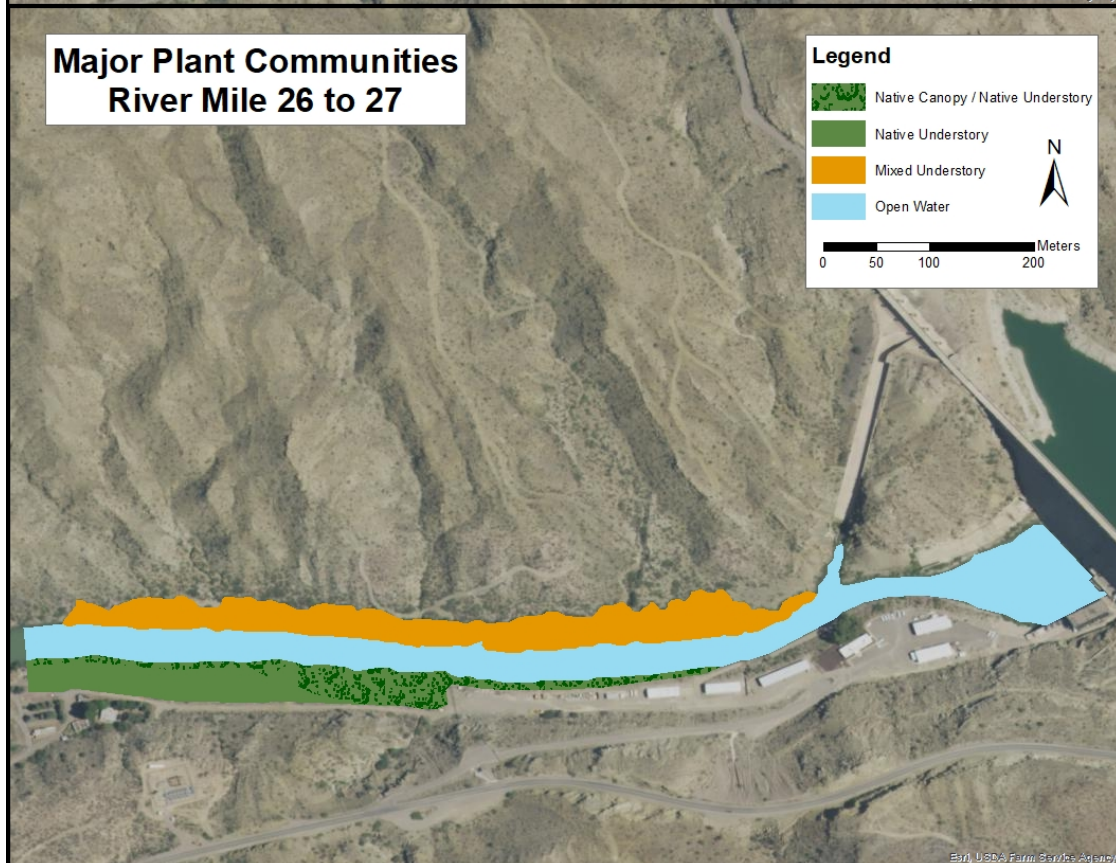 Major Plant Communities
River Mile 26 to 27
Legend
Native Canopy / Native Understory
Native Understory
Mixed Understory
Open Water
N
Meters
0 50 100 200
Esri, USDA Farm Service Agency